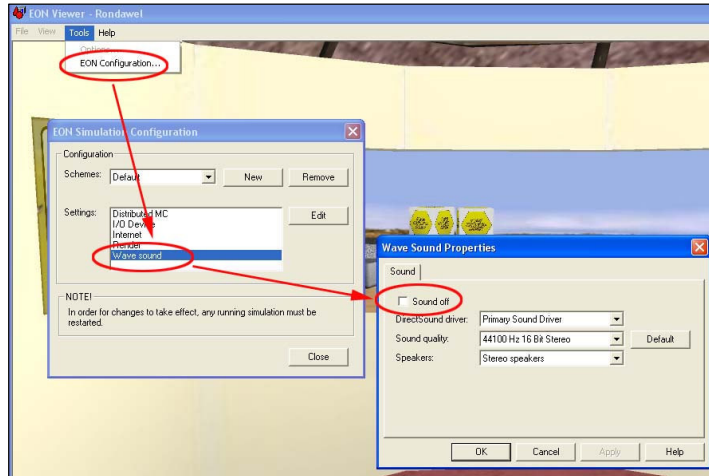 EON Viewer - Rondawel
File View Tools Help
Options...
EON Configuration...
EON Simulation Configuration
Configuration
Schemes: Default New Remove
Settings: Distributed MC Edit
I/O Device
Internet
Render
Wave sound
NOTE!
In order for changes to take effect, any running simulation must be
restarted.
Close
Wave Sound Properties
Sound
Sound off
DirectSound driver: Primary Sound Driver
Sound quality: 44100 Hz 16 Bit Stereo Default
Speakers: Stereo speakers
OK Cancel Apply Help